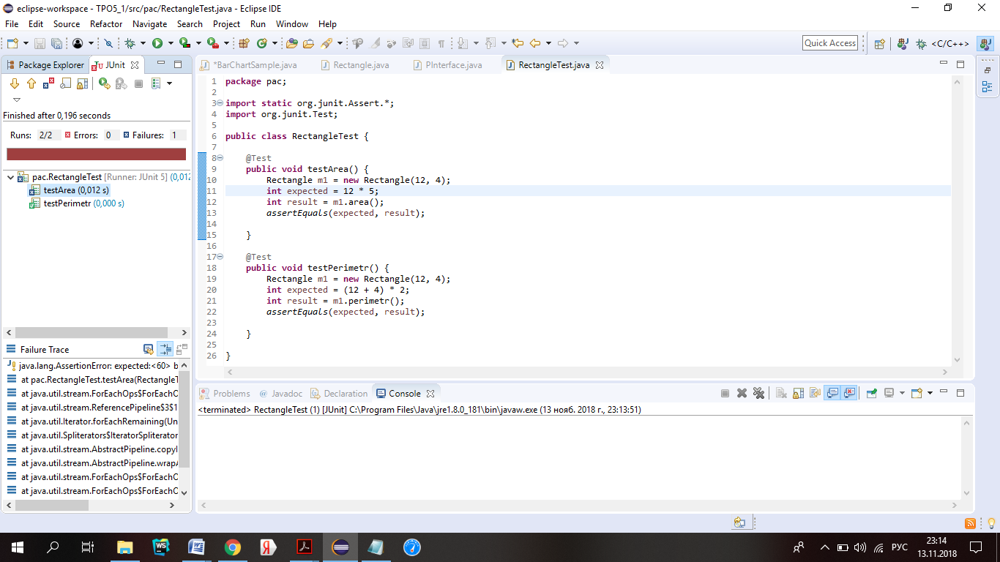 eclipse-workspace - TPO5_1/src/pac/RectangleTest.java - Eclipse IDE
File Edit Source Refactor Navigate Search Project Run Window Help
Quick Access
<C/C++>
Package Explorer JUnit
Finished after 0,196 seconds
Runs: 2/2 Errors: 0 Failures: 1
pac.RectangleTest [Runner: JUnit 5] (0,012
testArea (0,012 s)
testPerimetr (0,000 s)
Failure Trace
java.lang.AssertionError: expected:<60> b
at pac.RectangleTest.testArea(RectangleT
at java.util.stream.ForEachOps$ForEachO
at java.util.stream.ReferencePipeline$3$1
at java.util.Iterator.forEachRemaining(Un
at java.util.Spliterators$IteratorSpliterator
at java.util.stream.AbstractPipeline.copyI
at java.util.stream.AbstractPipeline.wrapA
at java.util.stream.ForEachOps$ForEachO
at java.util.stream.ForEachOps$ForEachO
*BarChartSample.java Rectangle.java PInterface.java RectangleTest.java
1 package pac;
2
3 import static org.junit.Assert.*;
4 import org.junit.Test;
5
6 public class RectangleTest {
7
8 @Test
9 public void testArea() {
10 Rectangle m1 = new Rectangle(12, 4);
11 int expected = 12 * 5;
12 int result = m1.area();
13 assertEquals(expected, result);
14
15 }
16
17 @Test
18 public void testPerimetr() {
19 Rectangle m1 = new Rectangle(12, 4);
20 int expected = (12 + 4) * 2;
21 int result = m1.perimetr();
22 assertEquals(expected, result);
23
24 }
25
26 }
Problems @ Javadoc Declaration Console
<terminated> RectangleTest (1) [JUnit] C:\Program Files\Java\jre1.8.0_181\bin\javaw.exe (13 нояб. 2018 г., 23:13:51)
РУС
23:14
13.11.2018